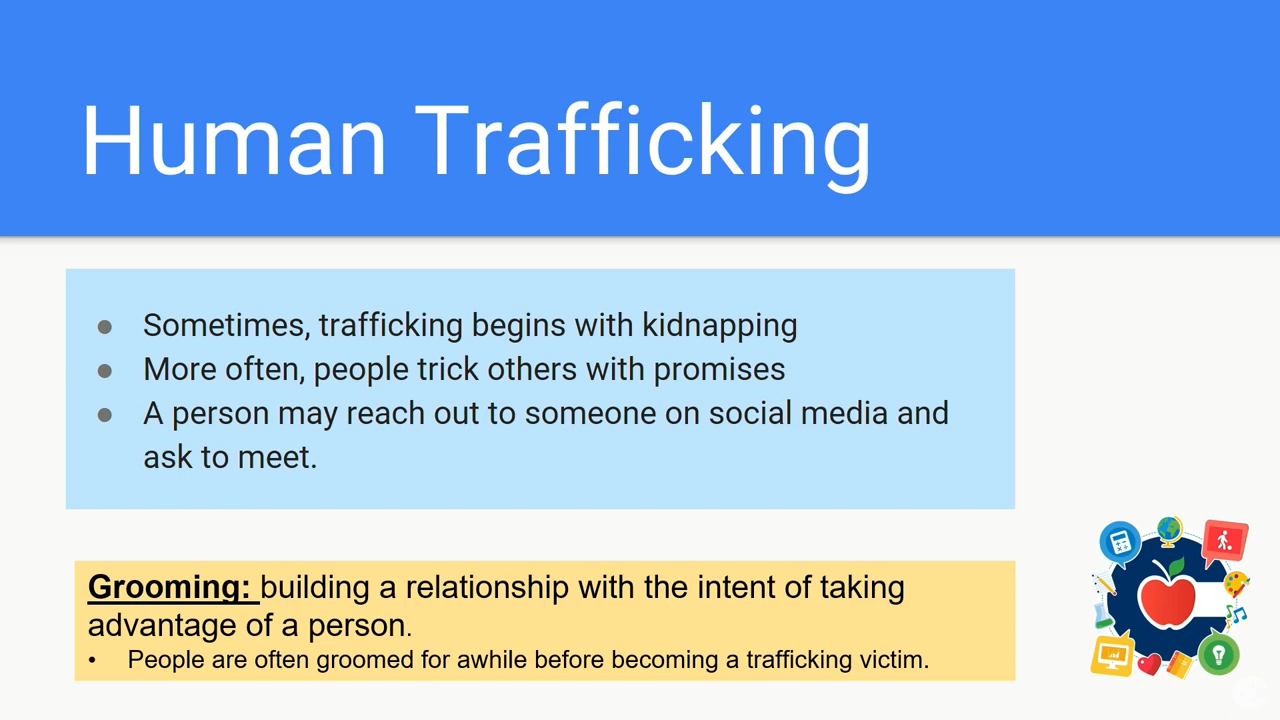 Human Trafficking
● Sometimes, trafficking begins with kidnapping
● More often, people trick others with promises
● A person may reach out to someone on social media and
ask to meet.
Grooming: building a relationship with the intent of taking
advantage of a person.
• People are often groomed for awhile before becoming a trafficking victim.